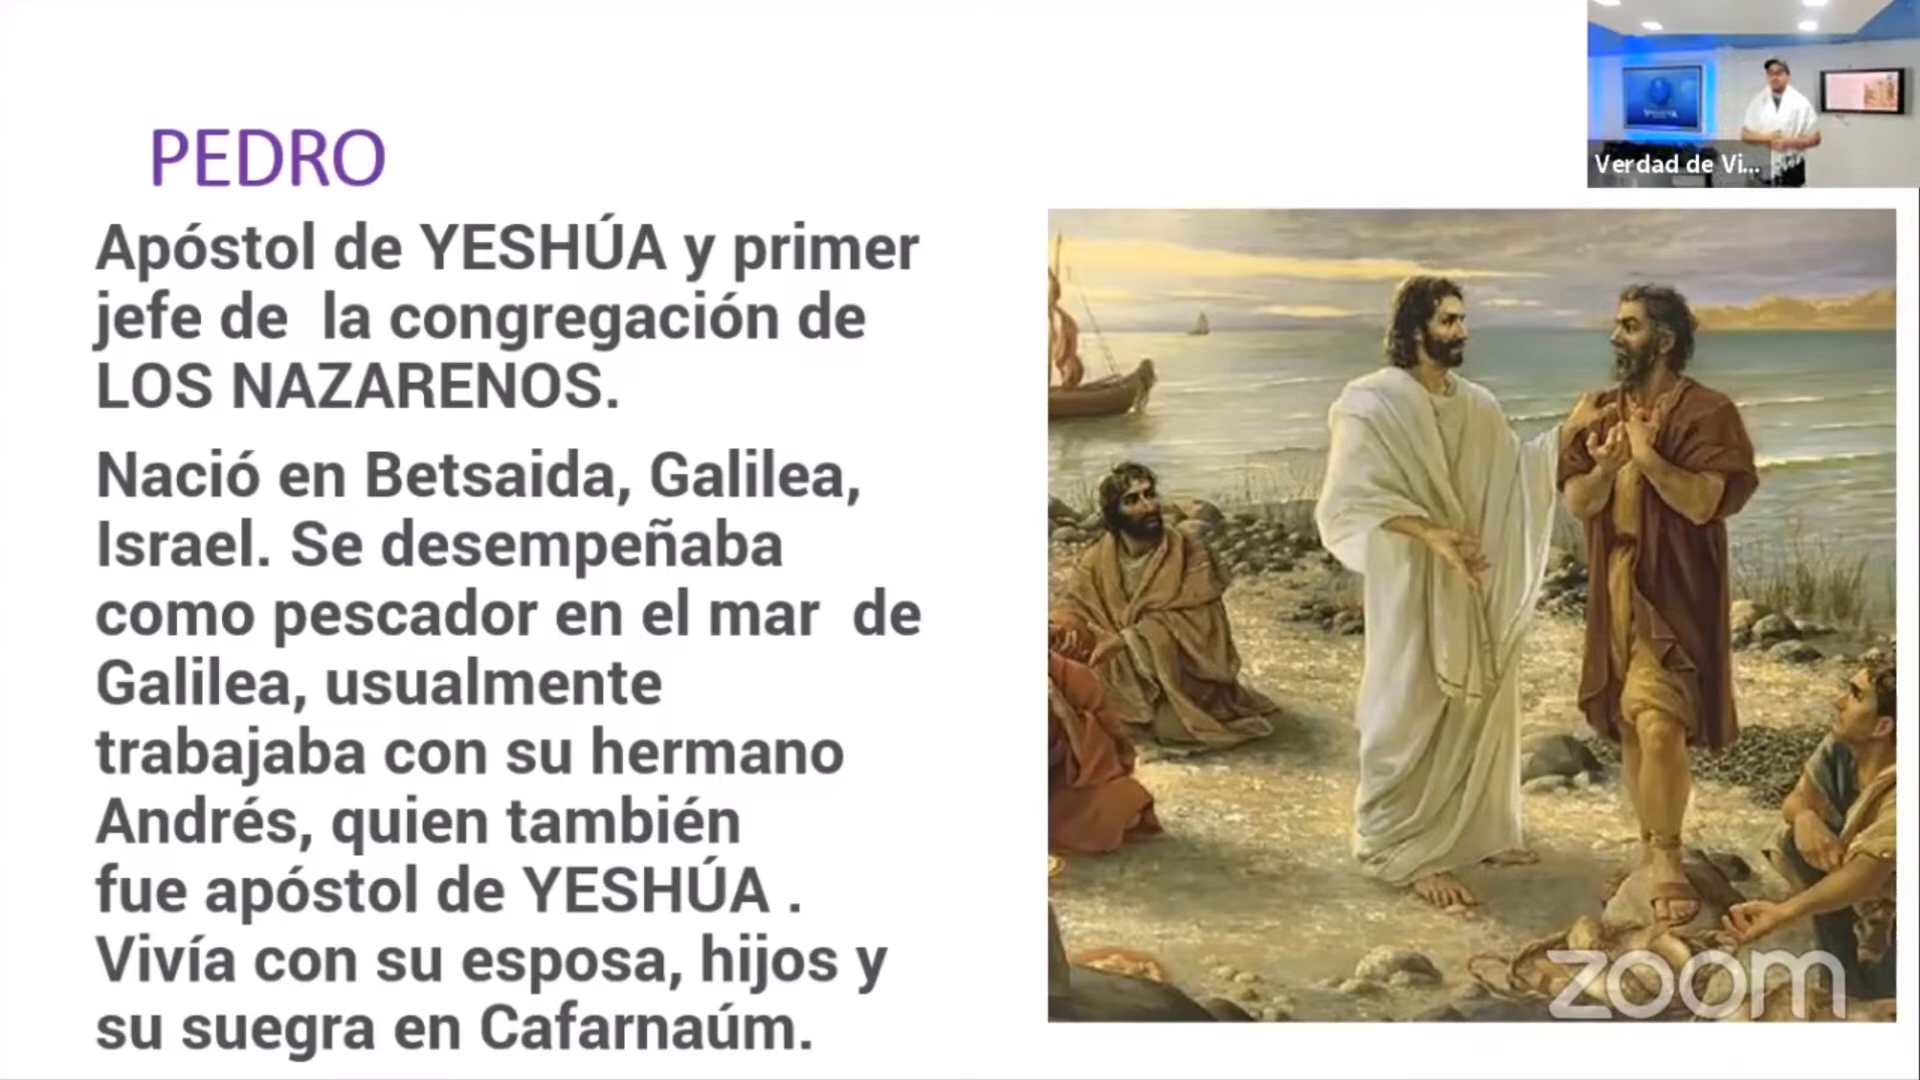 PEDRO
Apóstol de YESHÚA y primer
jefe de la congregación de
LOS NAZARENOS.
Nació en Betsaida, Galilea,
Israel. Se desempeñaba
como pescador en el mar de
Galilea, usualmente
trabajaba con su hermano
Andrés, quien también
fue apóstol de YESHÚA .
Vivía con su esposa, hijos y
su suegra en Cafarnaúm.
Verdad de Vi...
zoom